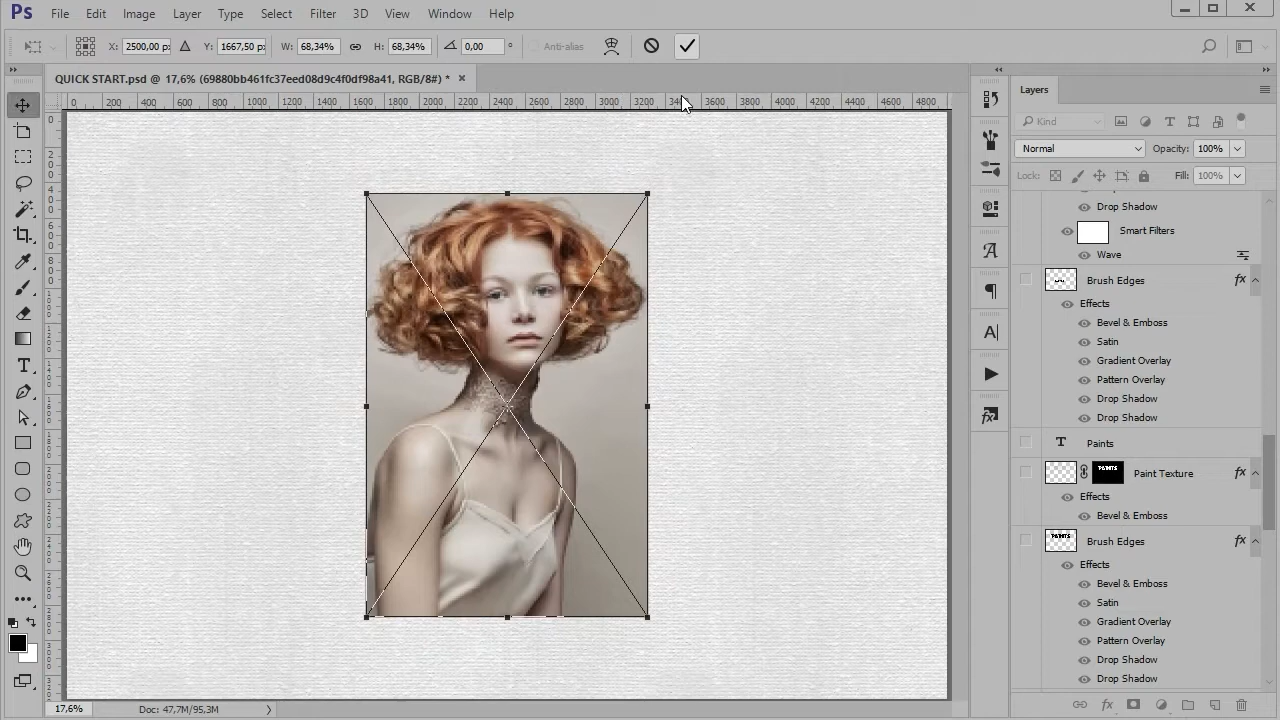 Ps File Edit Image Layer Type Select Filter 3D View Window Help
X: 2500,00 px Y: 1667,50 px W: 68,34% H: 68,34% 0,00 ° Anti-alias
QUICK START.psd @ 17,6% (69880bb461fc37eed08d9c4f0df98a41, RGB/8#) * ×
0 200 400 600 800 1000 1200 1400 1600 1800 2000 2200 2400 2600 2800 3000 3200 3400 3600 3800 4000 4200 4400 4600 4800
Layers
Kind
Normal Opacity: 100%
Lock: Fill: 100%
Drop Shadow
Smart Filters
Wave
Brush Edges fx
Effects
Bevel & Emboss
Satin
Gradient Overlay
Pattern Overlay
Drop Shadow
Drop Shadow
T Paints
Paint Texture fx
Effects
Bevel & Emboss
Brush Edges fx
Effects
Bevel & Emboss
Satin
Gradient Overlay
Pattern Overlay
Drop Shadow
Drop Shadow
17,6% Doc: 47,7M/95,3M